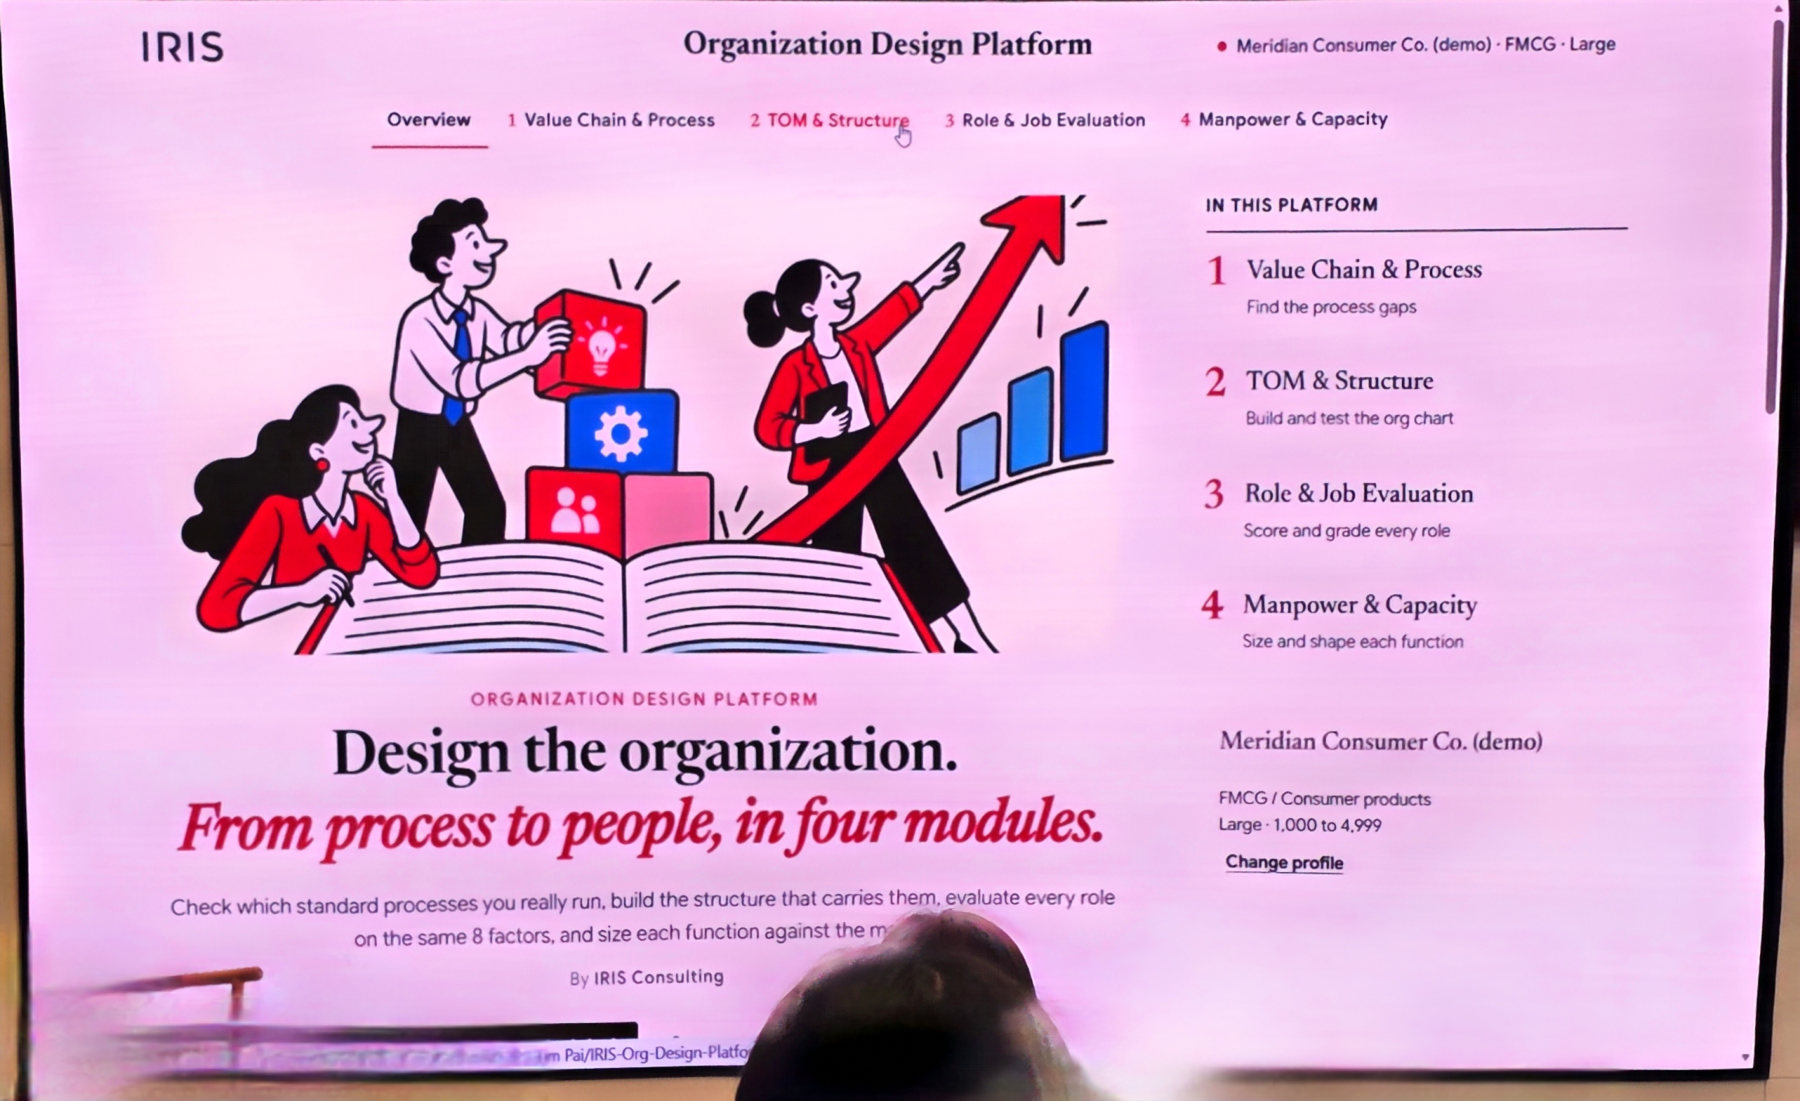 IRIS
Organization Design Platform
Meridian Consumer Co. (demo) · FMCG · Large
Overview
1 Value Chain & Process
2 TOM & Structure
3 Role & Job Evaluation
4 Manpower & Capacity
IN THIS PLATFORM
1 Value Chain & Process
Find the process gaps
2 TOM & Structure
Build and test the org chart
3 Role & Job Evaluation
Score and grade every role
4 Manpower & Capacity
Size and shape each function
Meridian Consumer Co. (demo)
FMCG / Consumer products
Large · 1,000 to 4,999
Change profile
ORGANIZATION DESIGN PLATFORM
Design the organization.
From process to people, in four modules.
Check which standard processes you really run, build the structure that carries them, evaluate every role
on the same 8 factors, and size each function against the
By IRIS Consulting
Pai/IRIS-Org-Design-Platfo